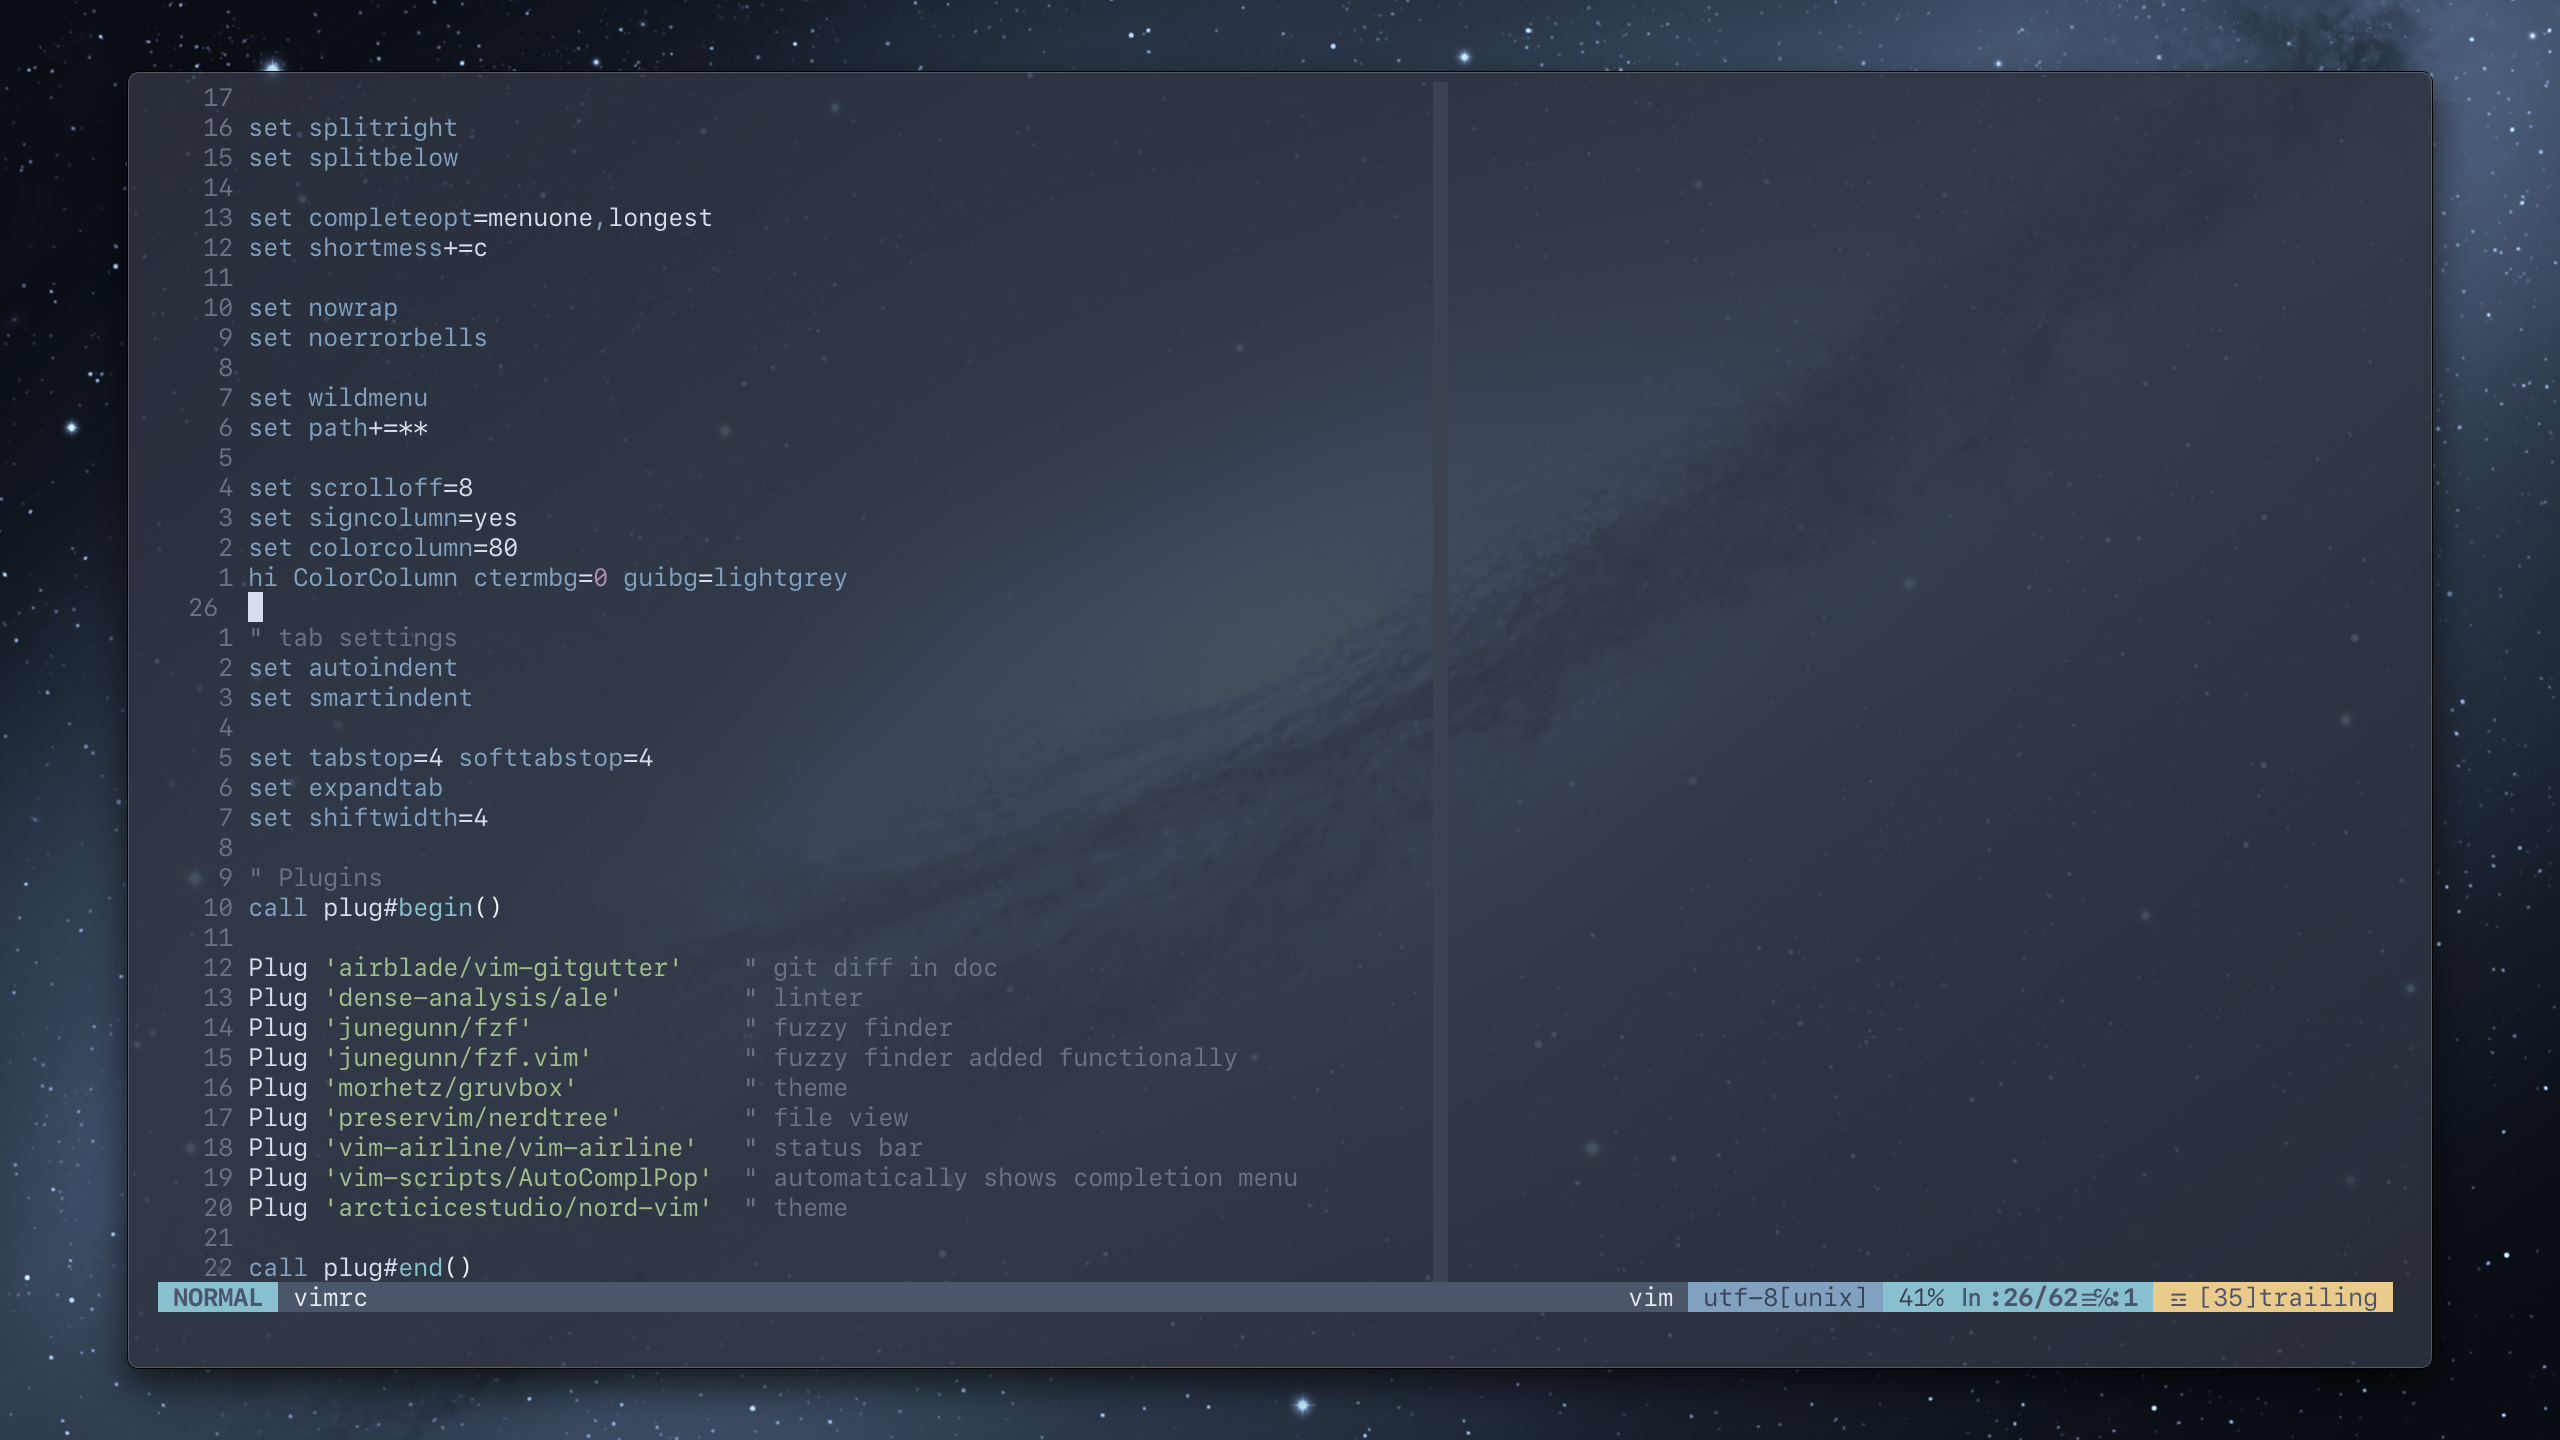 17
16 set splitright
15 set splitbelow
14
13 set completeopt=menuone,longest
12 set shortmess+=c
11
10 set nowrap
9 set noerrorbells
8
7 set wildmenu
6 set path+=**
5
4 set scrolloff=8
3 set signcolumn=yes
2 set colorcolumn=80
1 hi ColorColumn ctermbg=0 guibg=lightgrey
26
1 " tab settings
2 set autoindent
3 set smartindent
4
5 set tabstop=4 softtabstop=4
6 set expandtab
7 set shiftwidth=4
8
9 " Plugins
10 call plug#begin()
11
12 Plug 'airblade/vim-gitgutter' " git diff in doc
13 Plug 'dense-analysis/ale' " linter
14 Plug 'junegunn/fzf' " fuzzy finder
15 Plug 'junegunn/fzf.vim' " fuzzy finder added functionally
16 Plug 'morhetz/gruvbox' " theme
17 Plug 'preservim/nerdtree' " file view
18 Plug 'vim-airline/vim-airline' " status bar
19 Plug 'vim-scripts/AutoComplPop' " automatically shows completion menu
20 Plug 'arcticicestudio/nord-vim' " theme
21
22 call plug#end()
NORMAL vimrc vim utf-8[unix] 41% ln :26/62≡℅:1 ☲ [35]trailing